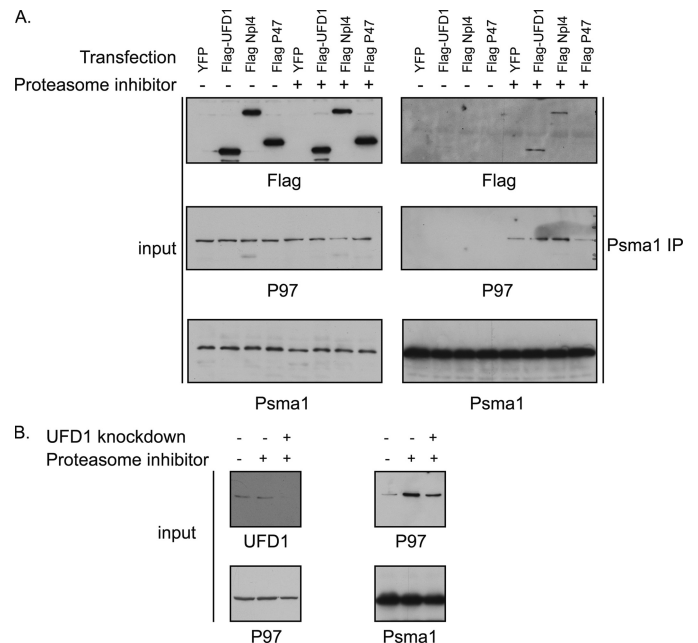 A.
Transfection
YFP
Flag-UFD1
Flag Npl4
Flag P47
YFP
Flag-UFD1
Flag Npl4
Flag P47
YFP
Flag-UFD1
Flag Npl4
Flag P47
YFP
Flag-UFD1
Flag Npl4
Flag P47
Proteasome inhibitor - - - - + + + + - - - - + + + +
Flag Flag
input
P97 P97
Psma1 IP
Psma1 Psma1
B. UFD1 knockdown - - + - - +
Proteasome inhibitor - + + - + +
input
UFD1 P97
P97 Psma1